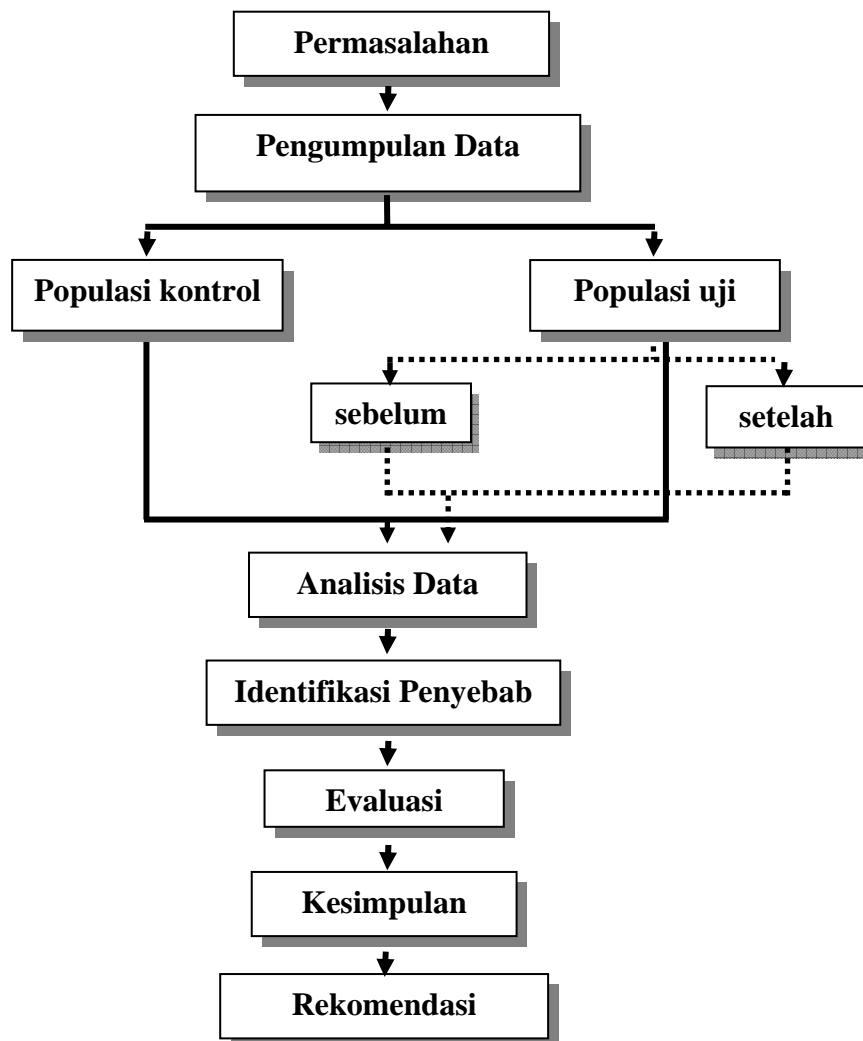 Permasalahan
Pengumpulan Data
Populasi kontrol
Populasi uji
sebelum
setelah
Analisis Data
Identifikasi Penyebab
Evaluasi
Kesimpulan
Rekomendasi